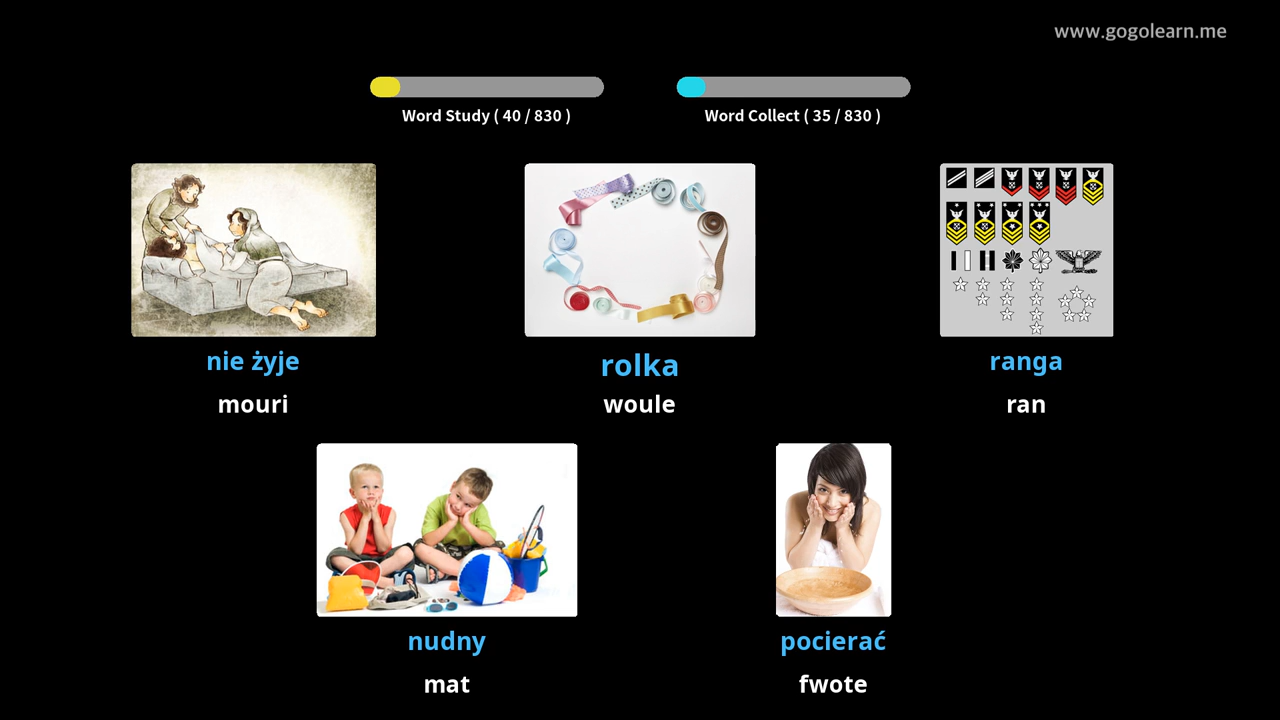 www.gogolearn.me
Word Study ( 40 / 830 )
Word Collect ( 35 / 830 )
nie żyje
mouri
rolka
woule
ranga
ran
nudny
mat
pocierać
fwote